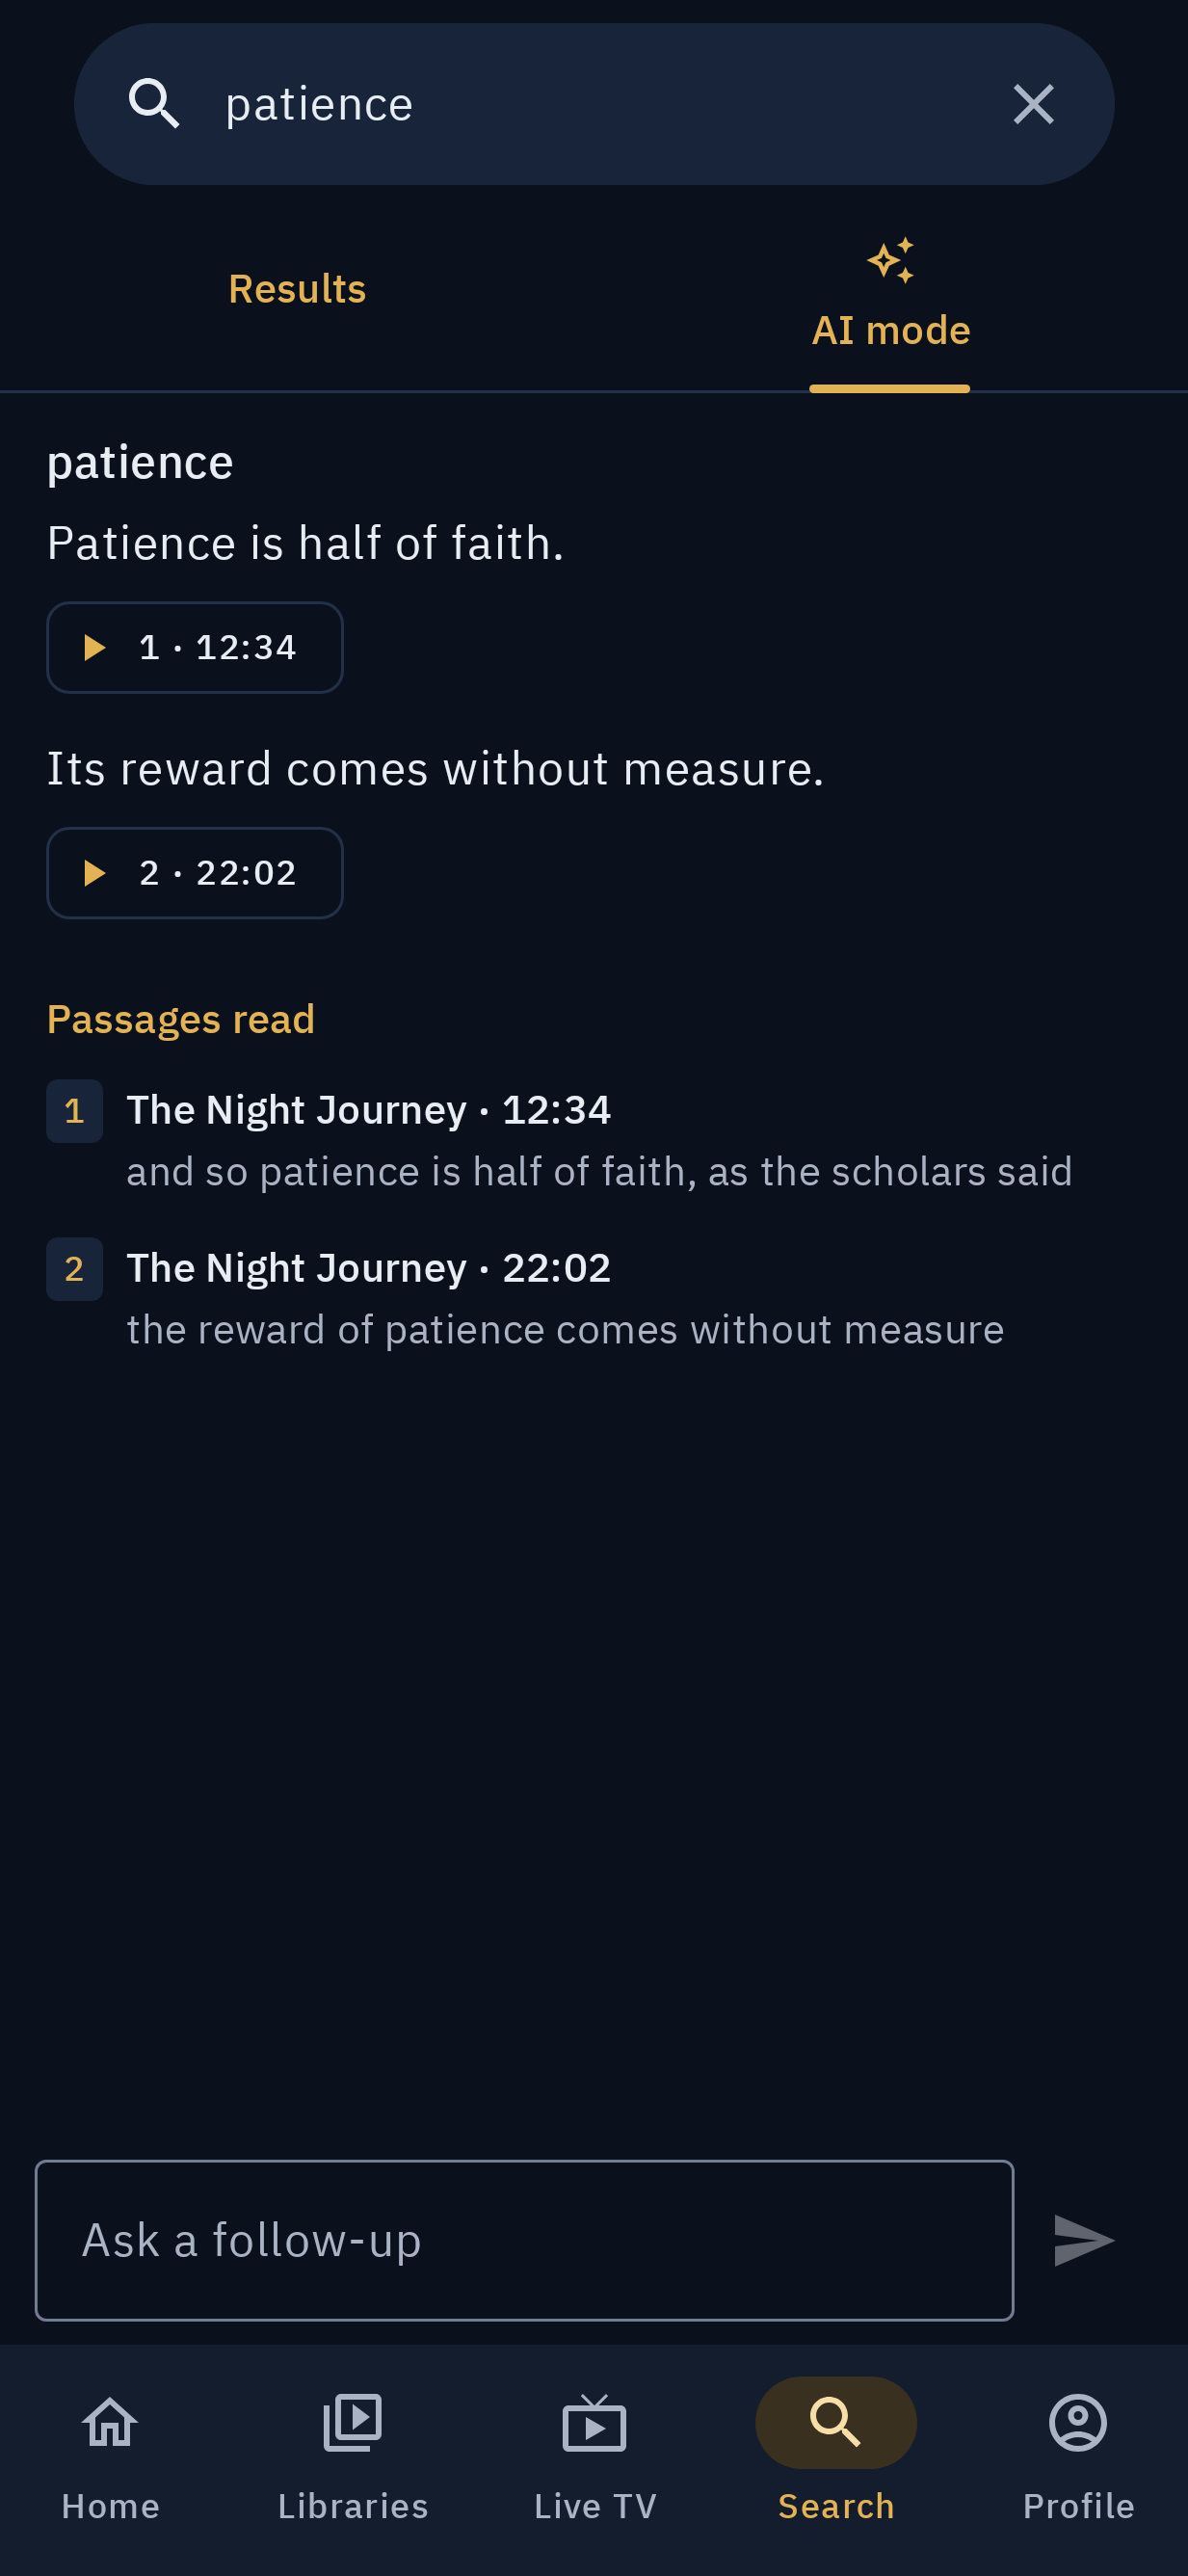 patience
Results
AI mode
patience
Patience is half of faith.
1 · 12:34
Its reward comes without measure.
2 · 22:02
Passages read
1 The Night Journey · 12:34
and so patience is half of faith, as the scholars said
2 The Night Journey · 22:02
the reward of patience comes without measure
Ask a follow-up
Home Libraries Live TV Search Profile